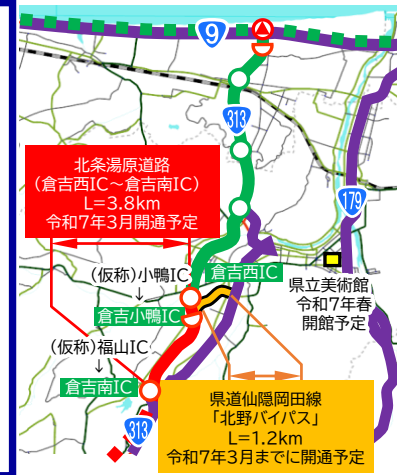 9
313
北条湯原道路
(倉吉西IC～倉吉南IC)
L=3.8km
令和7年3月開通予定
179
(仮称)小鴨IC
↓
倉吉西IC
倉吉小鴨IC
県立美術館
令和7年春
開館予定
(仮称)福山IC
↓
倉吉南IC
313
県道仙隠岡田線
「北野バイパス」
L=1.2km
令和7年3月までに開通予定